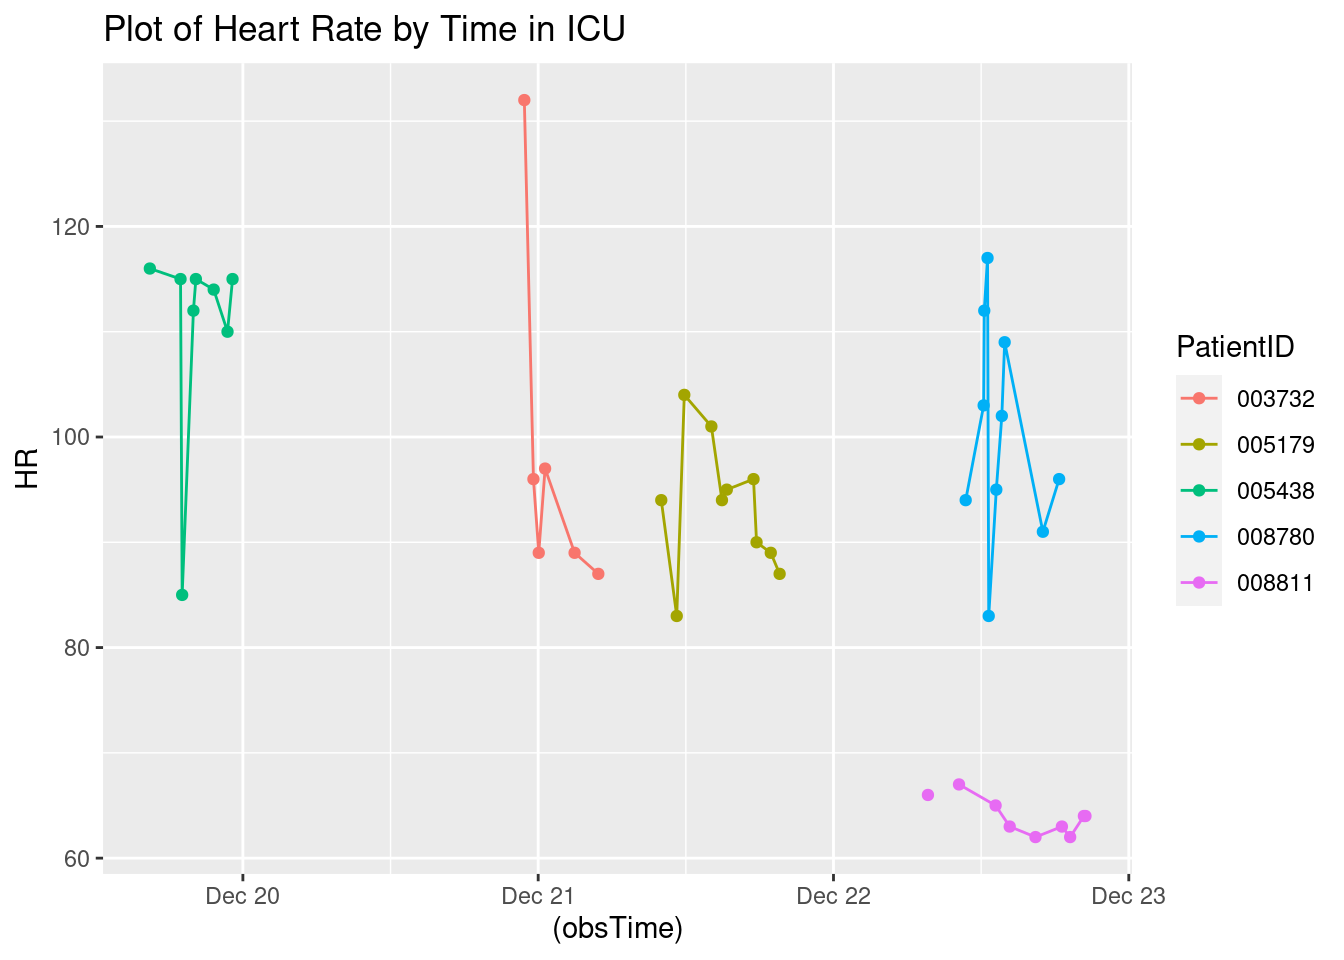 Plot of Heart Rate by Time in ICU
HR
120
100
80
60
Dec 20
Dec 21
Dec 22
Dec 23
(obsTime)
PatientID
003732
005179
005438
008780
008811